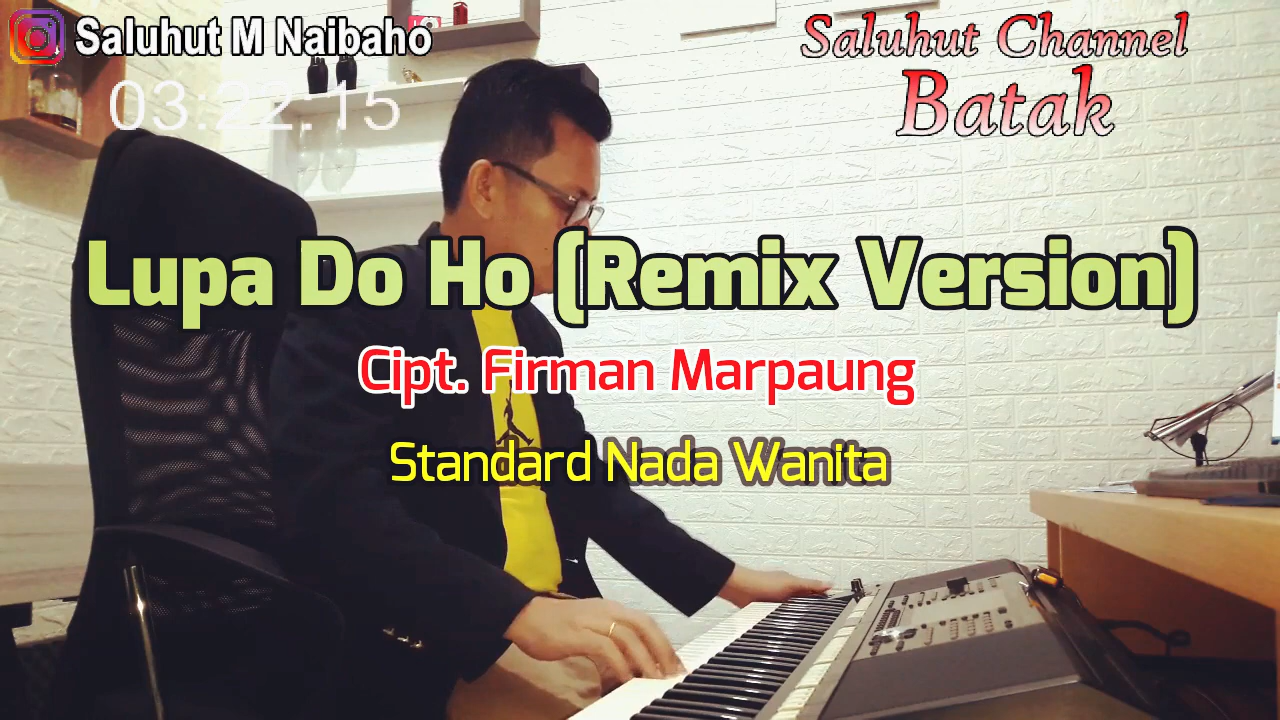 Saluhut M Naibaho
Saluhut Channel
Batak
03:22:15
Lupa Do Ho (Remix Version)
Cipt. Firman Marpaung
Standard Nada Wanita